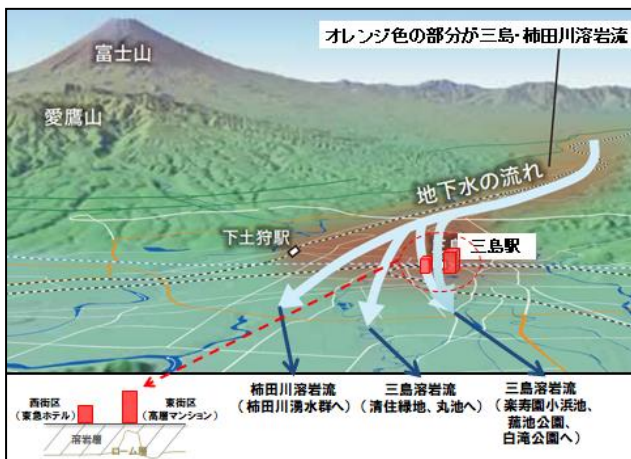 オレンジ色の部分が三島・柿田川溶岩流
富士山
愛鷹山
地下水の流れ
下土狩駅
三島駅
柿田川溶岩流
(柿田川湧水群へ)
三島溶岩流
(清住緑地、丸池へ)
三島溶岩流
(楽寿園小浜池、
菰池公園、
白滝公園へ)
西街区
(東急ホテル)
東街区
(高層マンション)
溶岩層
ローム層